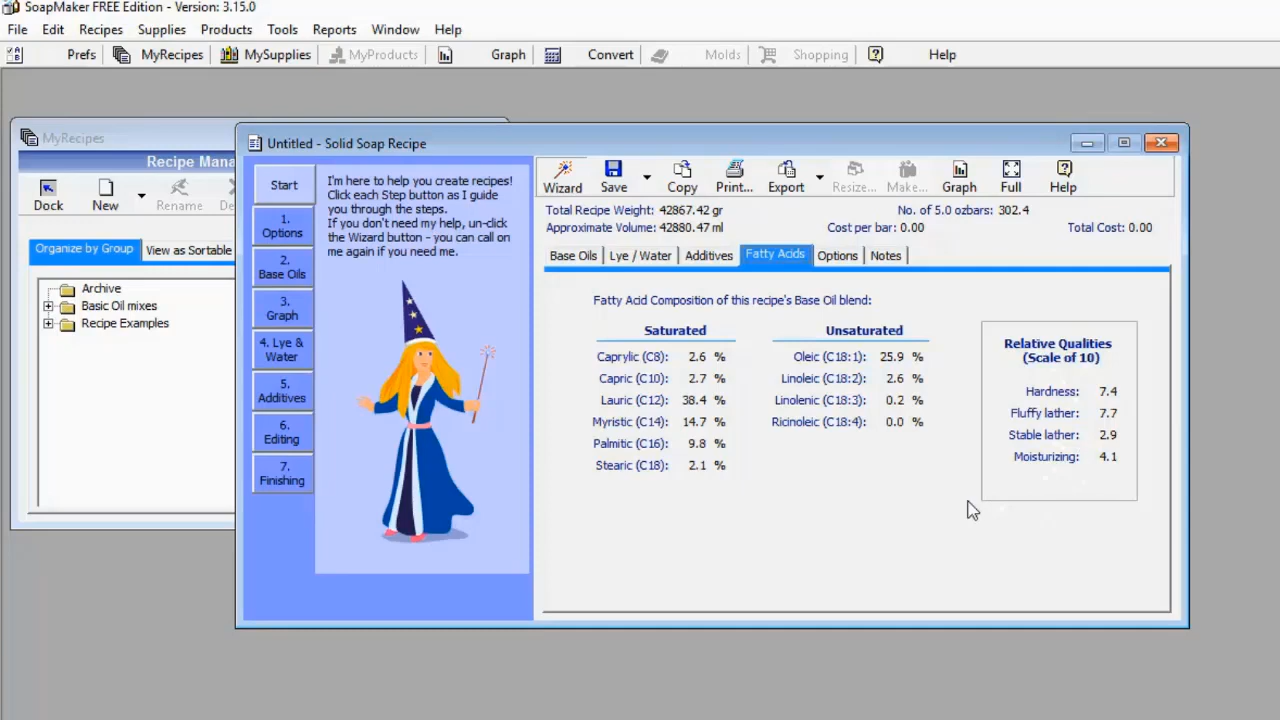 SoapMaker FREE Edition - Version: 3.15.0
File Edit Recipes Supplies Products Tools Reports Window Help
Prefs MyRecipes MySupplies MyProducts Graph Convert Molds Shopping Help
MyRecipes
Recipe Mana
Dock New Rename De
Organize by Group View as Sortable
Archive
Basic Oil mixes
Recipe Examples
Untitled - Solid Soap Recipe
Start
1.
Options
2.
Base Oils
3.
Graph
4. Lye &
Water
5.
Additives
6.
Editing
7.
Finishing
I'm here to help you create recipes!
Click each Step button as I guide
you through the steps.
If you don't need my help, un-click
the Wizard button - you can call on
me again if you need me.
Wizard Save Copy Print... Export Resize... Make... Graph Full Help
Total Recipe Weight: 42867.42 gr No. of 5.0 ozbars: 302.4
Approximate Volume: 42880.47 ml Cost per bar: 0.00 Total Cost: 0.00
Base Oils Lye / Water Additives Fatty Acids Options Notes
Fatty Acid Composition of this recipe's Base Oil blend:
Saturated
Caprylic (C8): 2.6 %
Capric (C10): 2.7 %
Lauric (C12): 38.4 %
Myristic (C14): 14.7 %
Palmitic (C16): 9.8 %
Stearic (C18): 2.1 %
Unsaturated
Oleic (C18:1): 25.9 %
Linoleic (C18:2): 2.6 %
Linolenic (C18:3): 0.2 %
Ricinoleic (C18:4): 0.0 %
Relative Qualities
(Scale of 10)
Hardness: 7.4
Fluffy lather: 7.7
Stable lather: 2.9
Moisturizing: 4.1